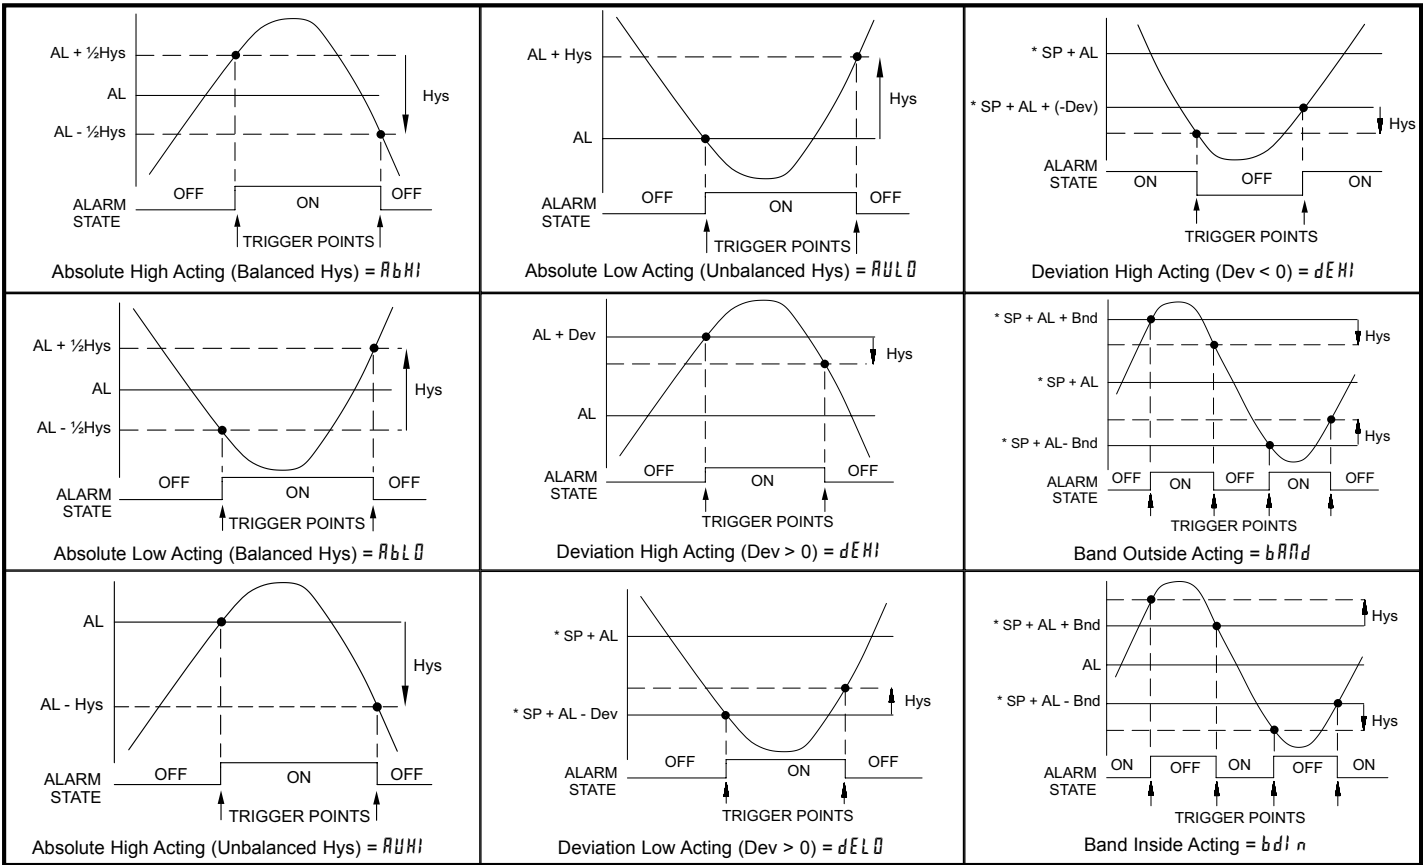 AL + ½Hys
AL
AL - ½Hys
Hys
OFF
ON
OFF
ALARM
STATE
TRIGGER POINTS
Absolute High Acting (Balanced Hys) = AbHI
AL + Hys
AL
Hys
OFF
ON
OFF
ALARM
STATE
TRIGGER POINTS
Absolute Low Acting (Unbalanced Hys) = AULO
* SP + AL
* SP + AL + (-Dev)
Hys
ALARM
STATE
ON
OFF
ON
TRIGGER POINTS
Deviation High Acting (Dev < 0) = dEHI
AL + ½Hys
AL
AL - ½Hys
Hys
OFF
ON
OFF
ALARM
STATE
TRIGGER POINTS
Absolute Low Acting (Balanced Hys) = AbLO
AL + Dev
Hys
AL
OFF
ON
OFF
ALARM
STATE
TRIGGER POINTS
Deviation High Acting (Dev > 0) = dEHI
* SP + AL + Bnd
Hys
* SP + AL
* SP + AL- Bnd
Hys
OFF
ON
OFF
ON
OFF
ALARM
STATE
TRIGGER POINTS
Band Outside Acting = bANd
AL
Hys
AL - Hys
OFF
ON
OFF
ALARM
STATE
TRIGGER POINTS
Absolute High Acting (Unbalanced Hys) = AUHI
* SP + AL
* SP + AL - Dev
Hys
OFF
ON
OFF
ALARM
STATE
TRIGGER POINTS
Deviation Low Acting (Dev > 0) = dELO
* SP + AL + Bnd
Hys
AL
* SP + AL - Bnd
Hys
ON
OFF
ON
OFF
ON
ALARM
STATE
TRIGGER POINTS
Band Inside Acting = bdIn